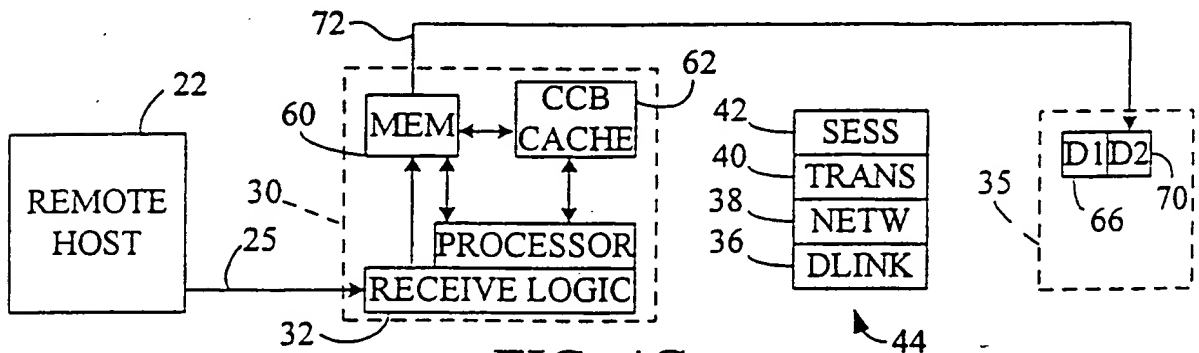 72
22
REMOTE
HOST
25
60
30
32
MEM
CCB
CACHE
62
PROCESSOR
RECEIVE LOGIC
42
40
38
36
SESS
TRANS
NETW
DLINK
44
35
D1 D2
66
70